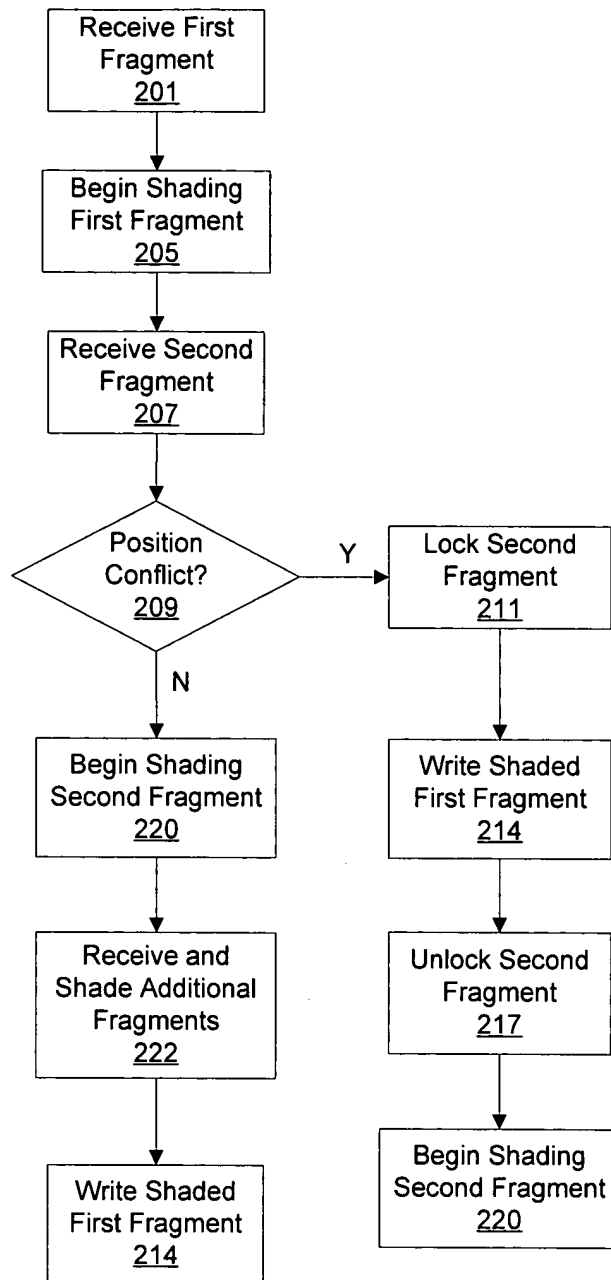 Receive First
Fragment
201
Begin Shading
First Fragment
205
Receive Second
Fragment
207
Position
Conflict?
209
Y
Lock Second
Fragment
211
N
Begin Shading
Second Fragment
220
Write Shaded
First Fragment
214
Receive and
Shade Additional
Fragments
222
Unlock Second
Fragment
217
Write Shaded
First Fragment
214
Begin Shading
Second Fragment
220